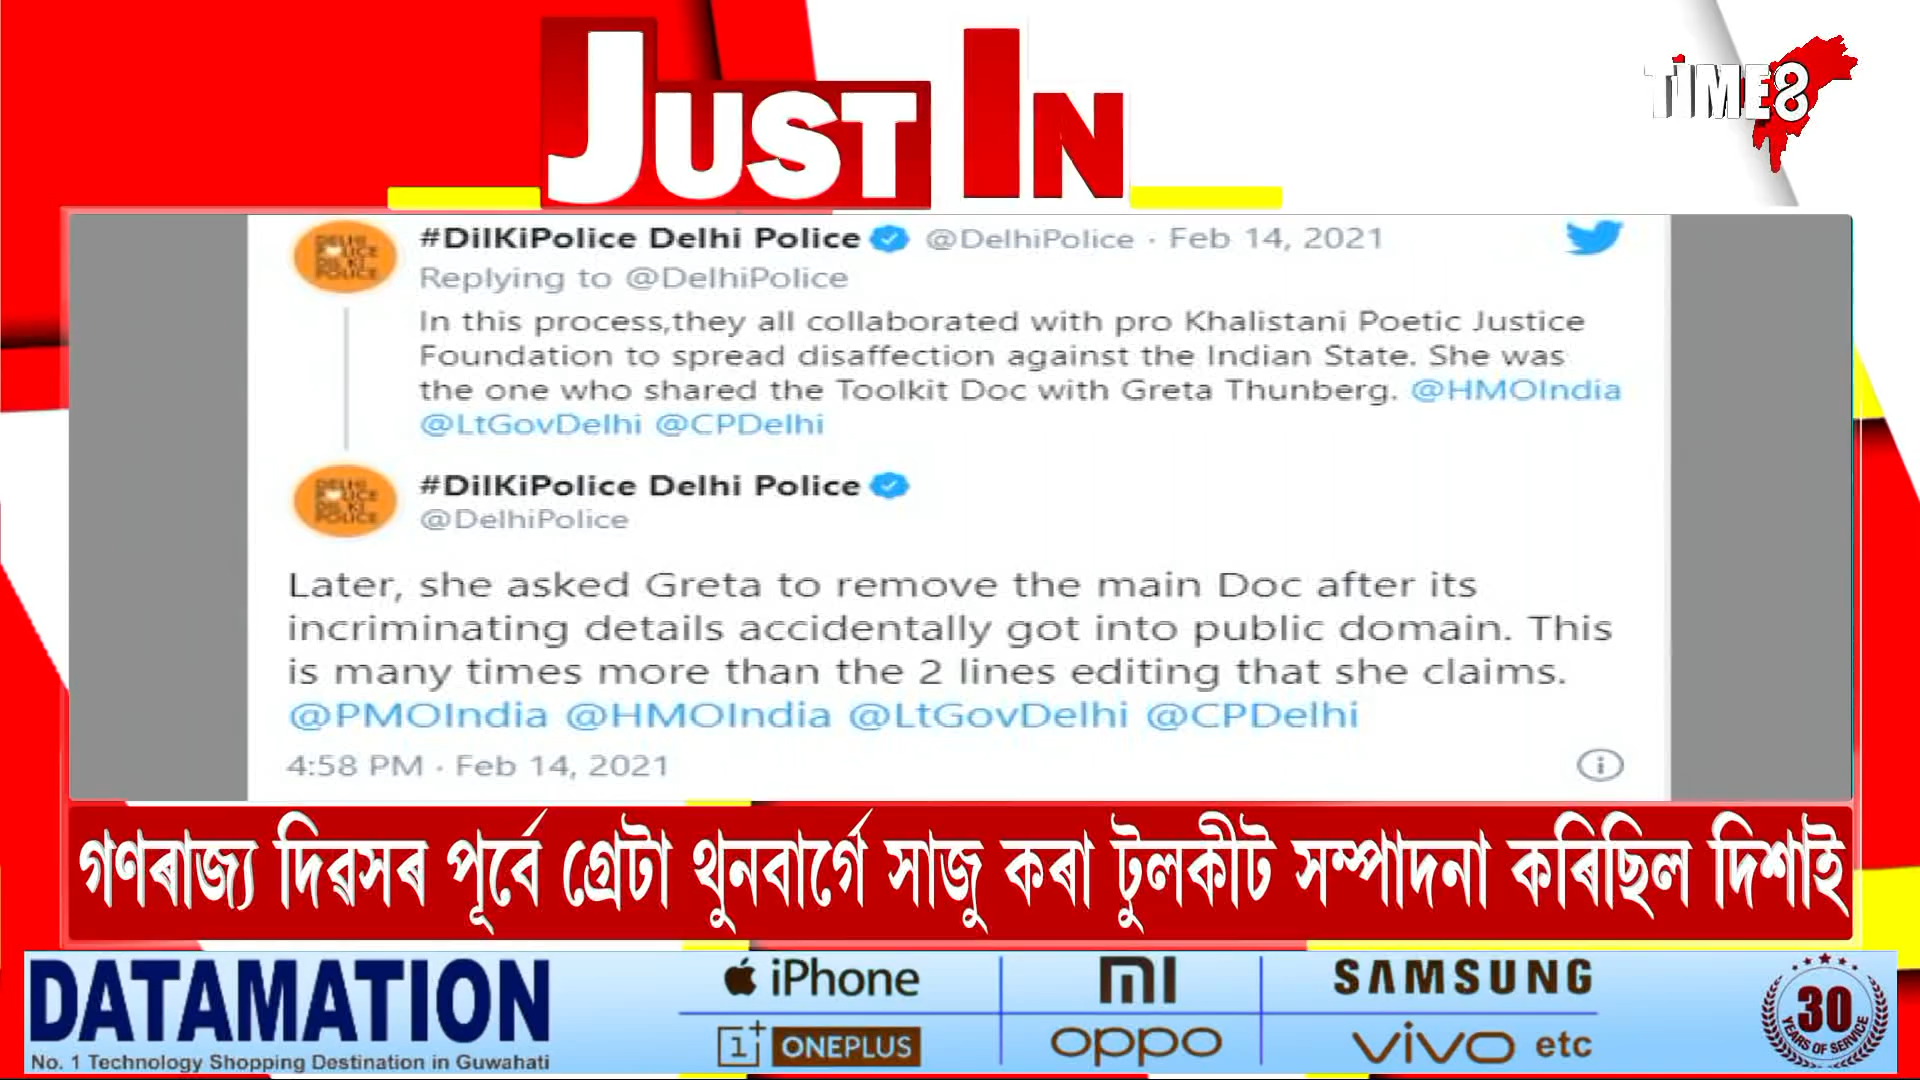 JUST IN
TIME8
#DilKiPolice Delhi Police @DelhiPolice · Feb 14, 2021
Replying to @DelhiPolice
In this process,they all collaborated with pro Khalistani Poetic Justice
Foundation to spread disaffection against the Indian State. She was
the one who shared the Toolkit Doc with Greta Thunberg. @HMOIndia
@LtGovDelhi @CPDelhi
DELHI POLICE DIL KI POLICE
#DilKiPolice Delhi Police
@DelhiPolice
Later, she asked Greta to remove the main Doc after its
incriminating details accidentally got into public domain. This
is many times more than the 2 lines editing that she claims.
@PMOIndia @HMOIndia @LtGovDelhi @CPDelhi
4:58 PM · Feb 14, 2021
গণৰাজ্য দিৱসৰ পূৰ্বে গ্ৰেটা থুনবাৰ্গে সাজু কৰা টুলকীট সম্পাদনা কৰিছিল দিশাই
DATAMATION
No. 1 Technology Shopping Destination in Guwahati
iPhone
MI
SAMSUNG
1+ ONEPLUS
oppo
vivo etc
30
YEARS OF SERVICE